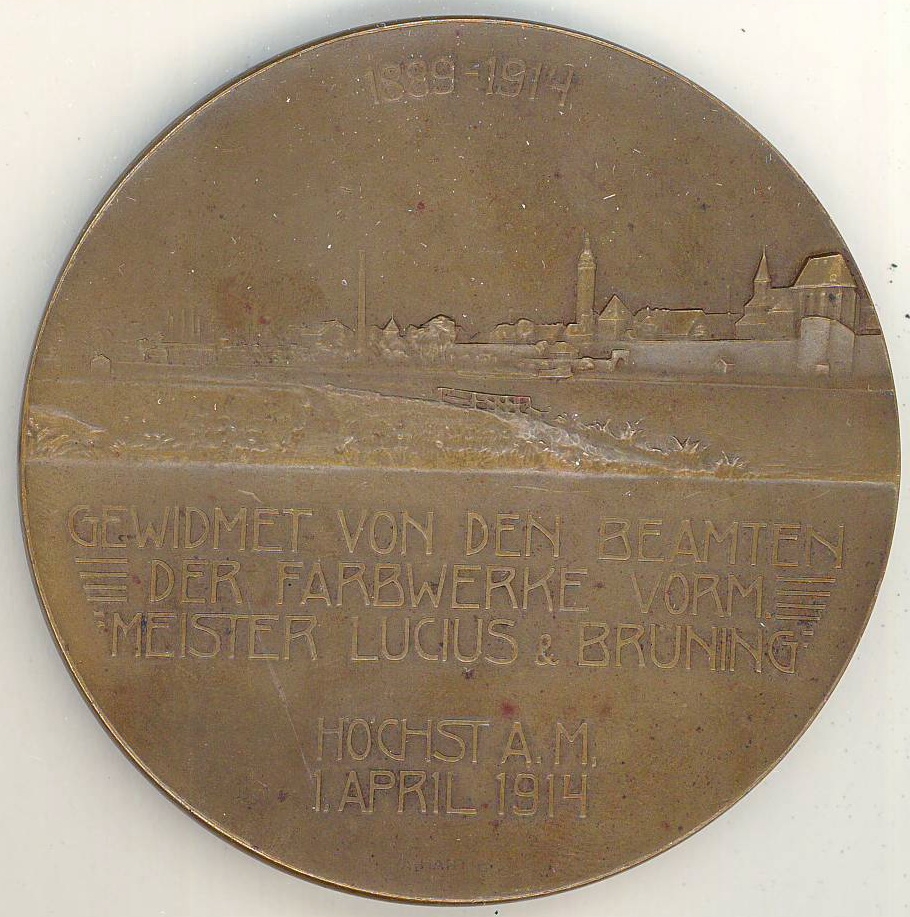 1889-1914
GEWIDMET VON DEN BEAMTEN
DER FARBWERKE VORM.
"MEISTER LUCIUS & BRÜNING"
HÖCHST A. M.
1. APRIL 1914